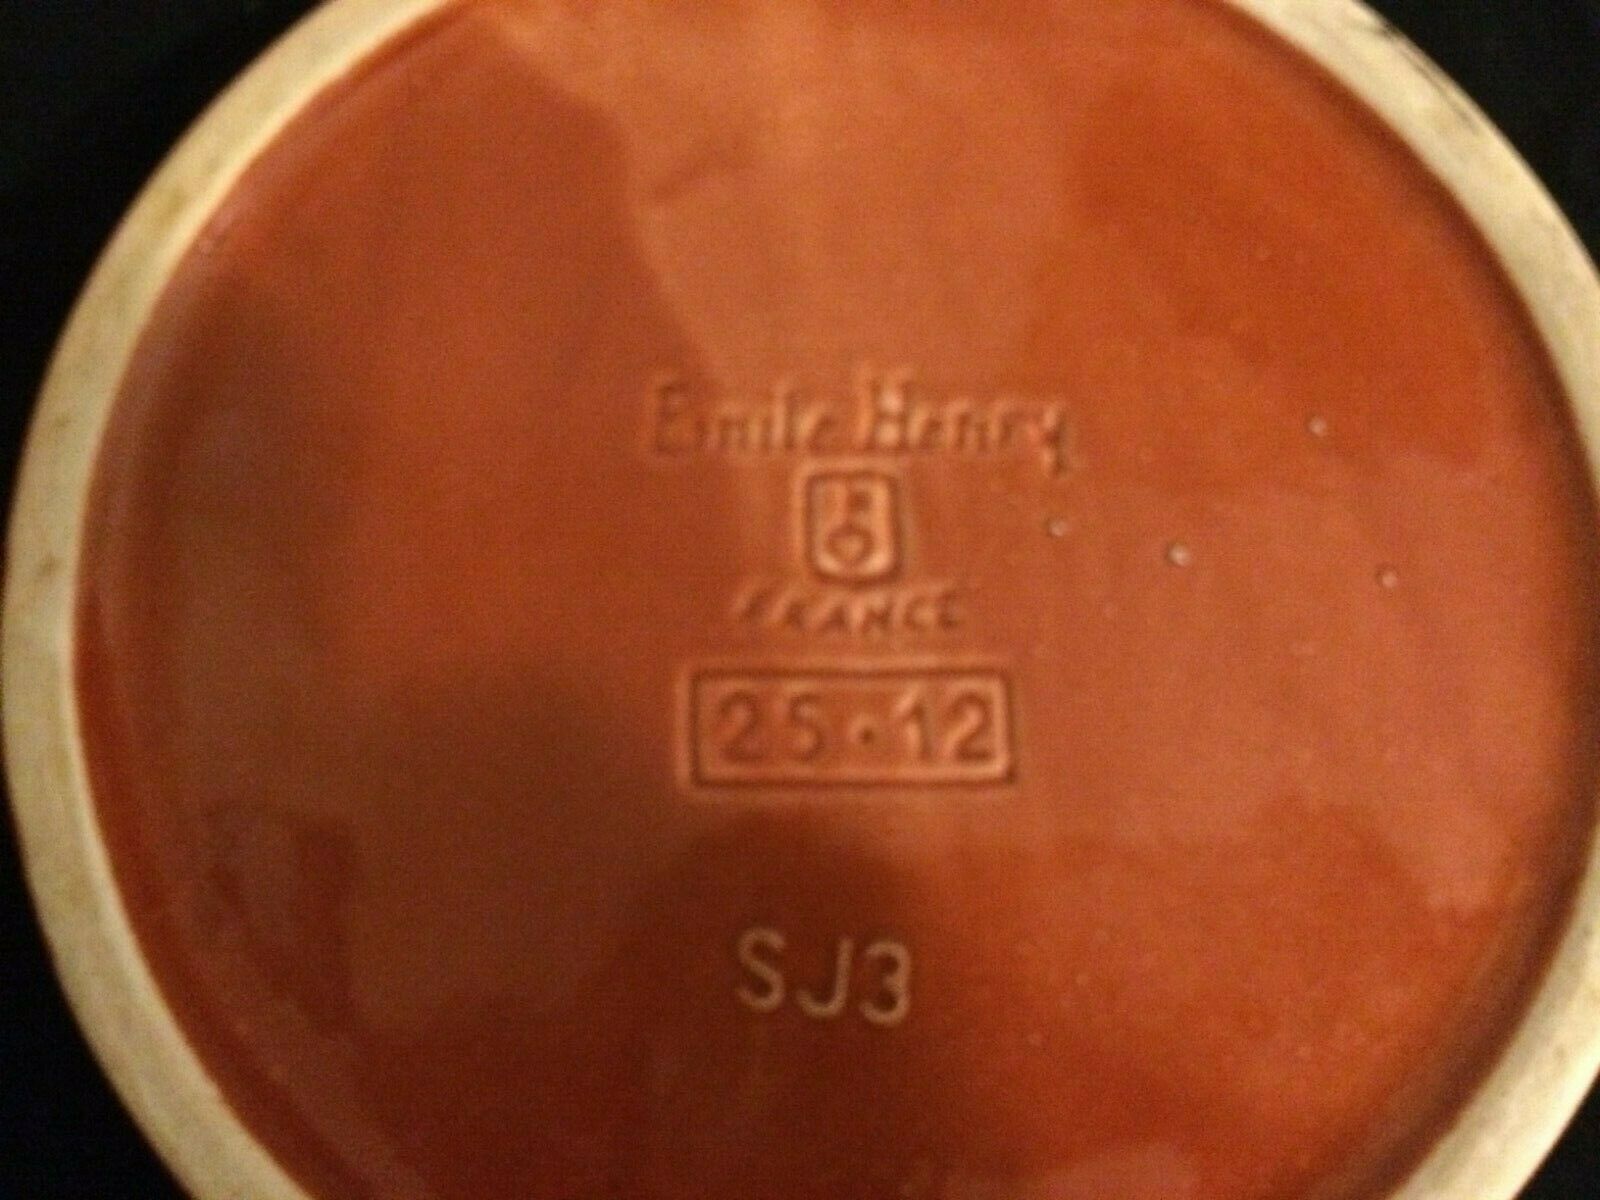 Emile Henry
FRANCE
25·12
SJ3